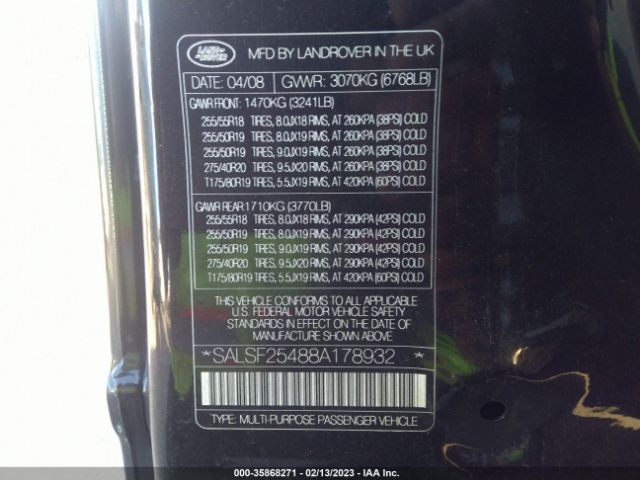 LAND ROVER
MFD BY LANDROVER IN THE UK
DATE: 04/08 GVWR: 3070KG (6768LB)
GAWR FRONT: 1470KG (3241LB)
255/55R18 TIRES, 8.0JX18 RIMS, AT 260KPA (38PSI) COLD
255/50R19 TIRES, 8.0JX19 RIMS, AT 260KPA (38PSI) COLD
255/50R19 TIRES, 9.0JX19 RIMS, AT 260KPA (38PSI) COLD
275/40R20 TIRES, 9.5JX20 RIMS, AT 260KPA (38PSI) COLD
T175/80R19 TIRES, 5.5JX19 RIMS, AT 420KPA (60PSI) COLD
GAWR REAR: 1710KG (3770LB)
255/55R18 TIRES, 8.0JX18 RIMS, AT 290KPA (42PSI) COLD
255/50R19 TIRES, 8.0JX19 RIMS, AT 290KPA (42PSI) COLD
255/50R19 TIRES, 9.0JX19 RIMS, AT 290KPA (42PSI) COLD
275/40R20 TIRES, 9.5JX20 RIMS, AT 290KPA (42PSI) COLD
T175/80R19 TIRES, 5.5JX19 RIMS, AT 420KPA (60PSI) COLD
THIS VEHICLE CONFORMS TO ALL APPLICABLE
U.S. FEDERAL MOTOR VEHICLE SAFETY
STANDARDS IN EFFECT ON THE DATE OF
MANUFACTURE SHOWN ABOVE
*SALSF25488A178932*
TYPE: MULTI-PURPOSE PASSENGER VEHICLE
000-35868271 - 02/13/2023 - IAA Inc.